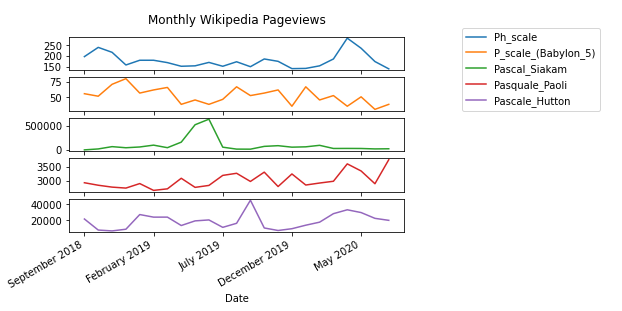 Monthly Wikipedia Pageviews
250
200
150
75
50
500000
0
3500
3000
40000
20000
September 2018
February 2019
July 2019
December 2019
May 2020
Date
Ph_scale
P_scale_(Babylon_5)
Pascal_Siakam
Pasquale_Paoli
Pascale_Hutton